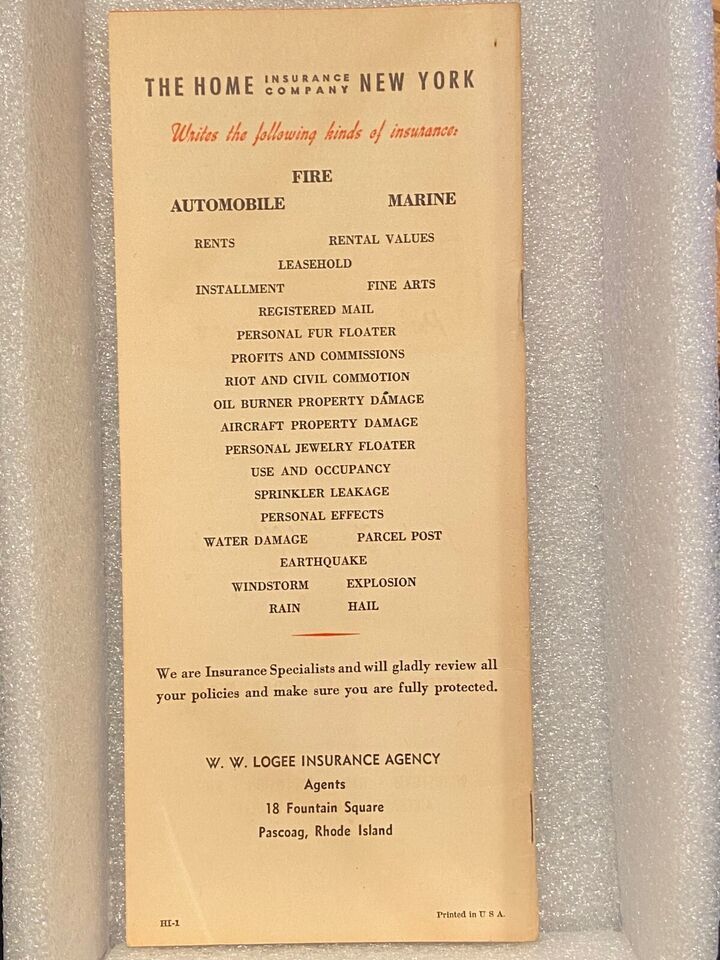 THE HOME INSURANCE COMPANY NEW YORK
Writes the following kinds of insurance:
FIRE
AUTOMOBILE MARINE
RENTS RENTAL VALUES
LEASEHOLD
INSTALLMENT FINE ARTS
REGISTERED MAIL
PERSONAL FUR FLOATER
PROFITS AND COMMISSIONS
RIOT AND CIVIL COMMOTION
OIL BURNER PROPERTY DAMAGE
AIRCRAFT PROPERTY DAMAGE
PERSONAL JEWELRY FLOATER
USE AND OCCUPANCY
SPRINKLER LEAKAGE
PERSONAL EFFECTS
WATER DAMAGE PARCEL POST
EARTHQUAKE
WINDSTORM EXPLOSION
RAIN HAIL
We are Insurance Specialists and will gladly review all
your policies and make sure you are fully protected.
W. W. LOGEE INSURANCE AGENCY
Agents
18 Fountain Square
Pascoag, Rhode Island
HI-1 Printed in U S A.